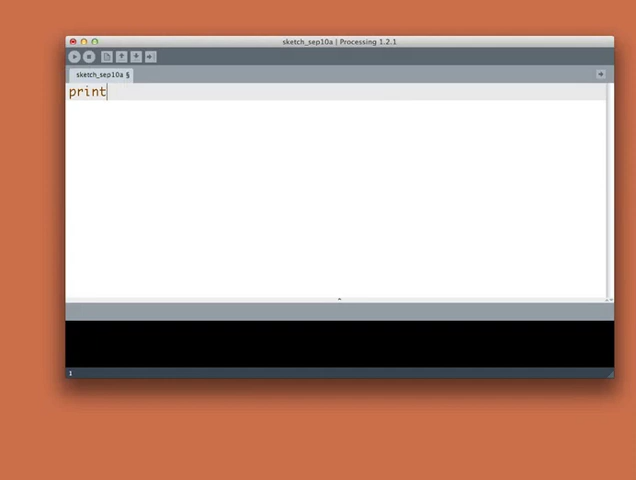 sketch_sep10a | Processing 1.2.1
sketch_sep10a §
print
1